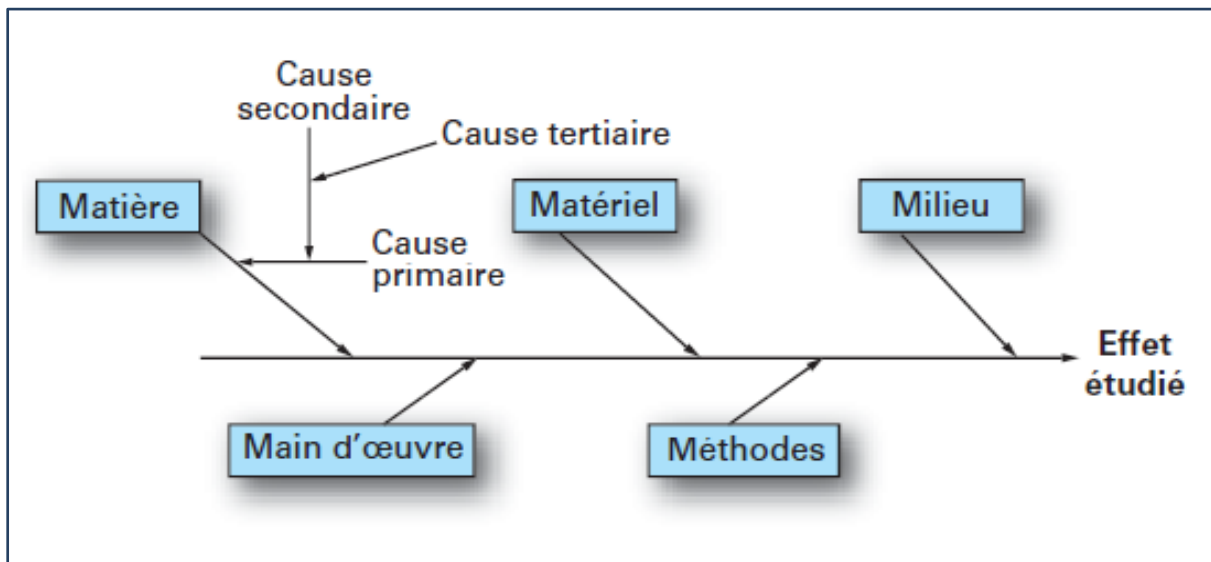 Cause
secondaire
Cause tertiaire
Matière
Matériel
Milieu
Cause
primaire
Effet
étudié
Main d'œuvre
Méthodes